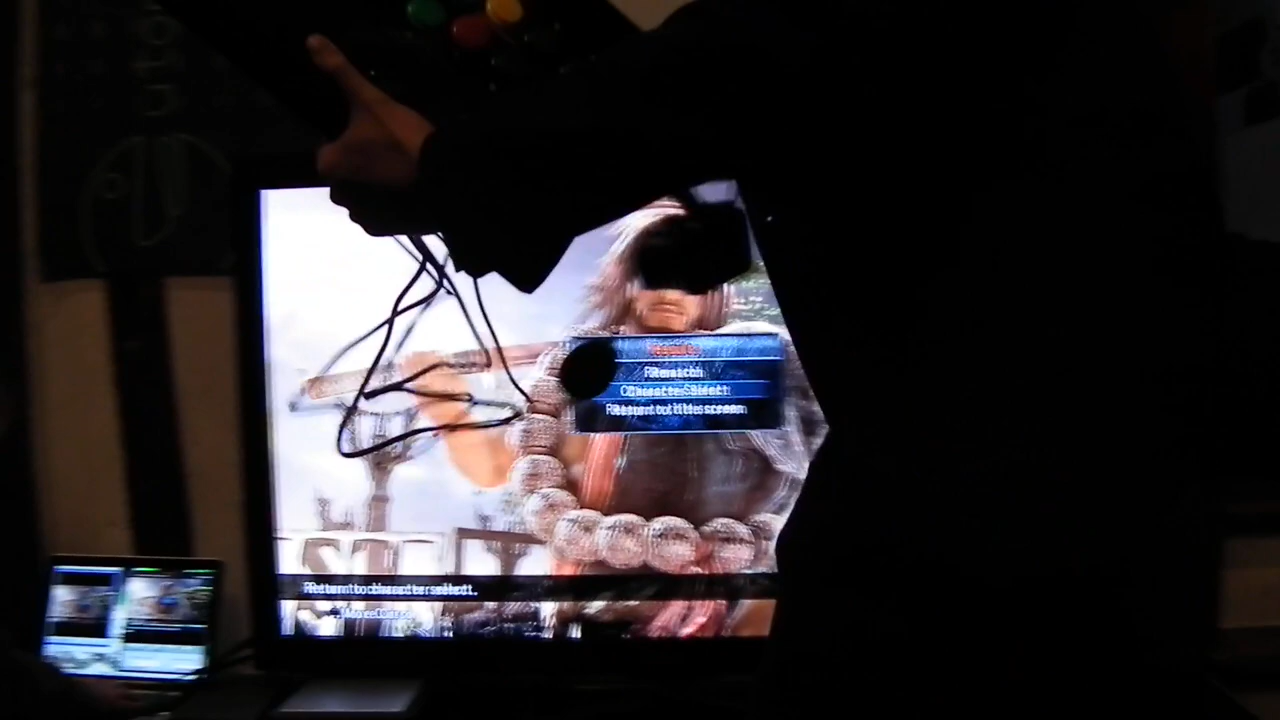 Rematch
Character Select
Return to title screen
Return to character select.